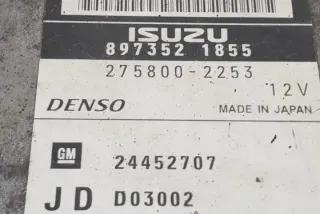 ISUZU
897352 1855
275800-2253
12V
DENSO MADE IN JAPAN
GM 24452707
JD D03002